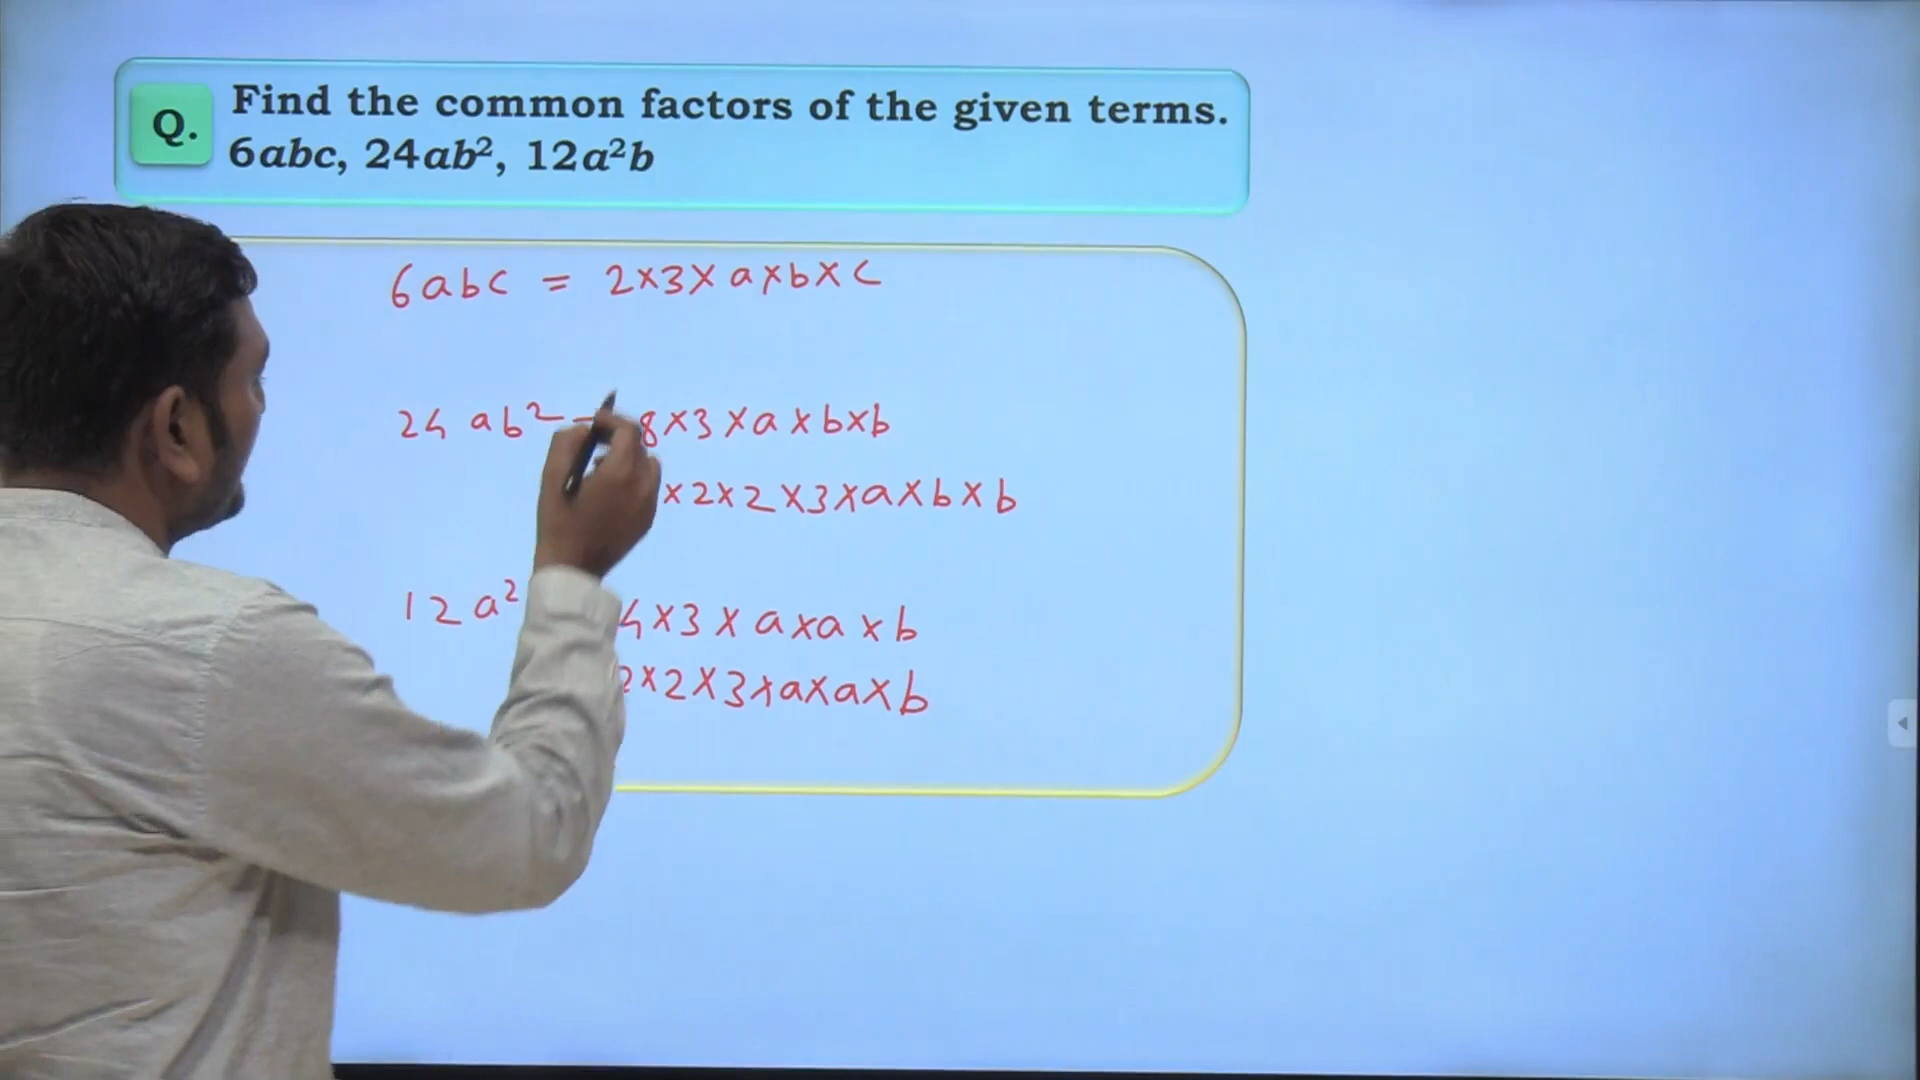 Q. Find the common factors of the given terms.
6abc, 24ab², 12a²b
6abc = 2×3×a×b×c
24 ab² 8×3×a×b×b
×2×2×3×a×b×b
12a² 4×3×a×a×b
2×2×3×a×a×b